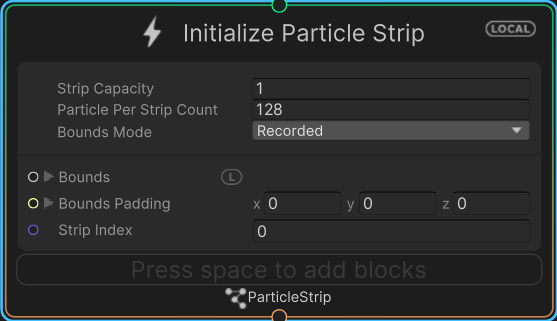 Initialize Particle Strip
LOCAL
Strip Capacity 1
Particle Per Strip Count 128
Bounds Mode Recorded
Bounds L
Bounds Padding x 0 y 0 z 0
Strip Index 0
Press space to add blocks
ParticleStrip